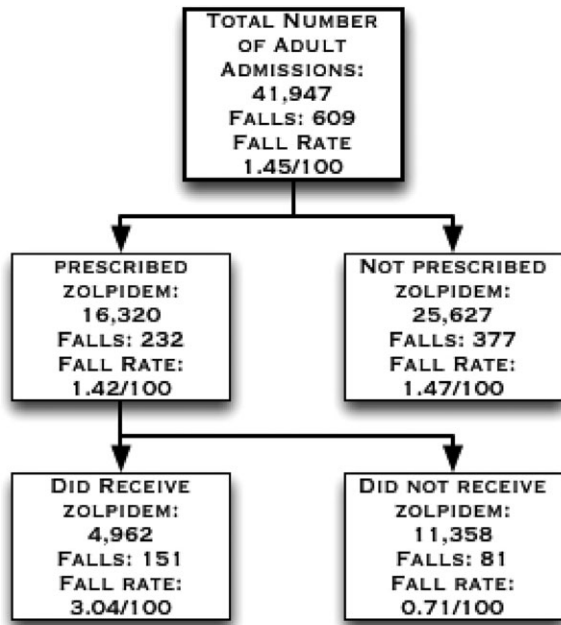 Total Number
of Adult
Admissions:
41,947
Falls: 609
Fall Rate
1.45/100
prescribed
zolpidem:
16,320
Falls: 232
Fall Rate:
1.42/100
Not prescribed
zolpidem:
25,627
Falls: 377
Fall Rate:
1.47/100
Did Receive
zolpidem:
4,962
Falls: 151
Fall rate:
3.04/100
Did not receive
zolpidem:
11,358
Falls: 81
Fall rate:
0.71/100